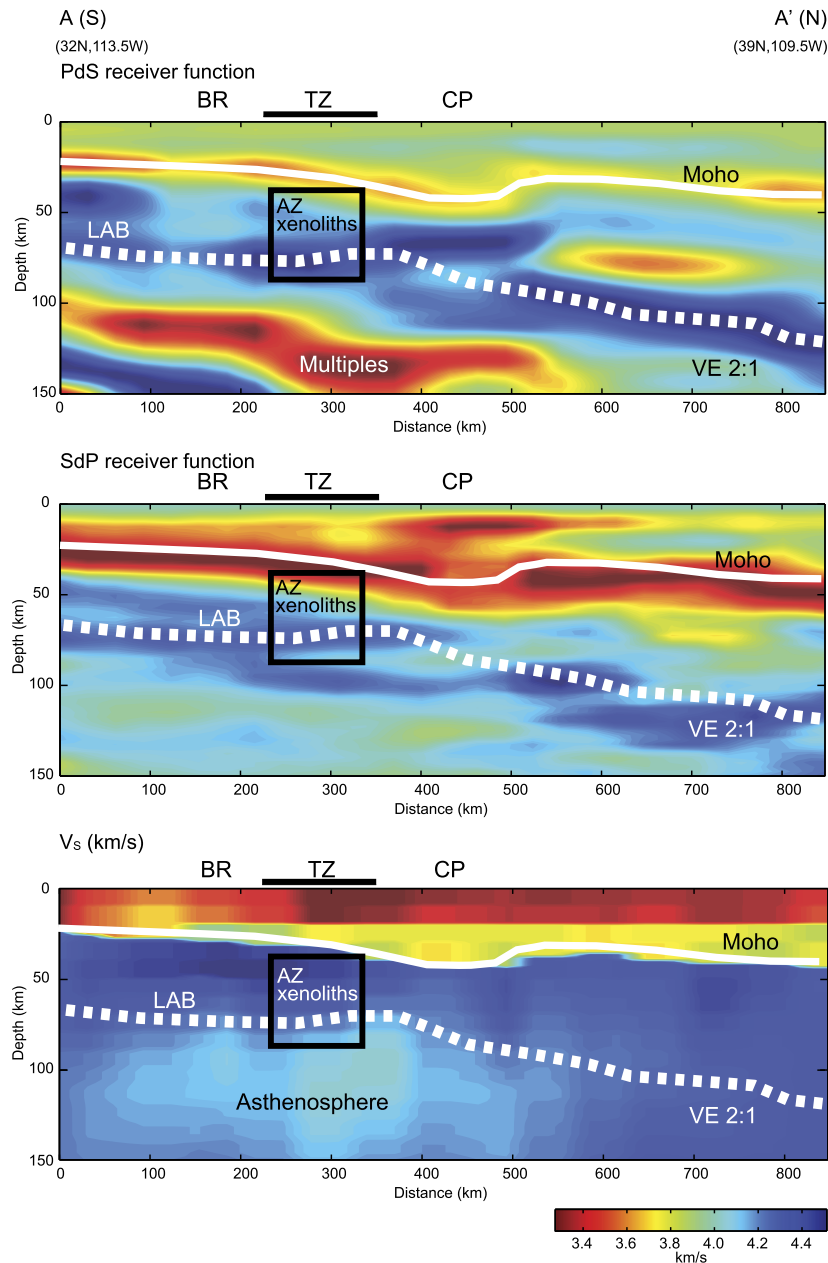 A (S)
A' (N)
(32N,113.5W)
(39N,109.5W)
PdS receiver function
BR
TZ
CP
0
50
100
150
Depth (km)
Moho
AZ
xenoliths
LAB
Multiples
VE 2:1
0
100
200
300
400
500
600
700
800
Distance (km)
SdP receiver function
BR
TZ
CP
0
50
100
150
Depth (km)
Moho
AZ
xenoliths
LAB
VE 2:1
0
100
200
300
400
500
600
700
800
Distance (km)
Vs (km/s)
BR
TZ
CP
0
50
100
150
Depth (km)
Moho
AZ
xenoliths
LAB
Asthenosphere
VE 2:1
0
100
200
300
400
500
600
700
800
Distance (km)
3.4
3.6
3.8
4.0
4.2
4.4
km/s